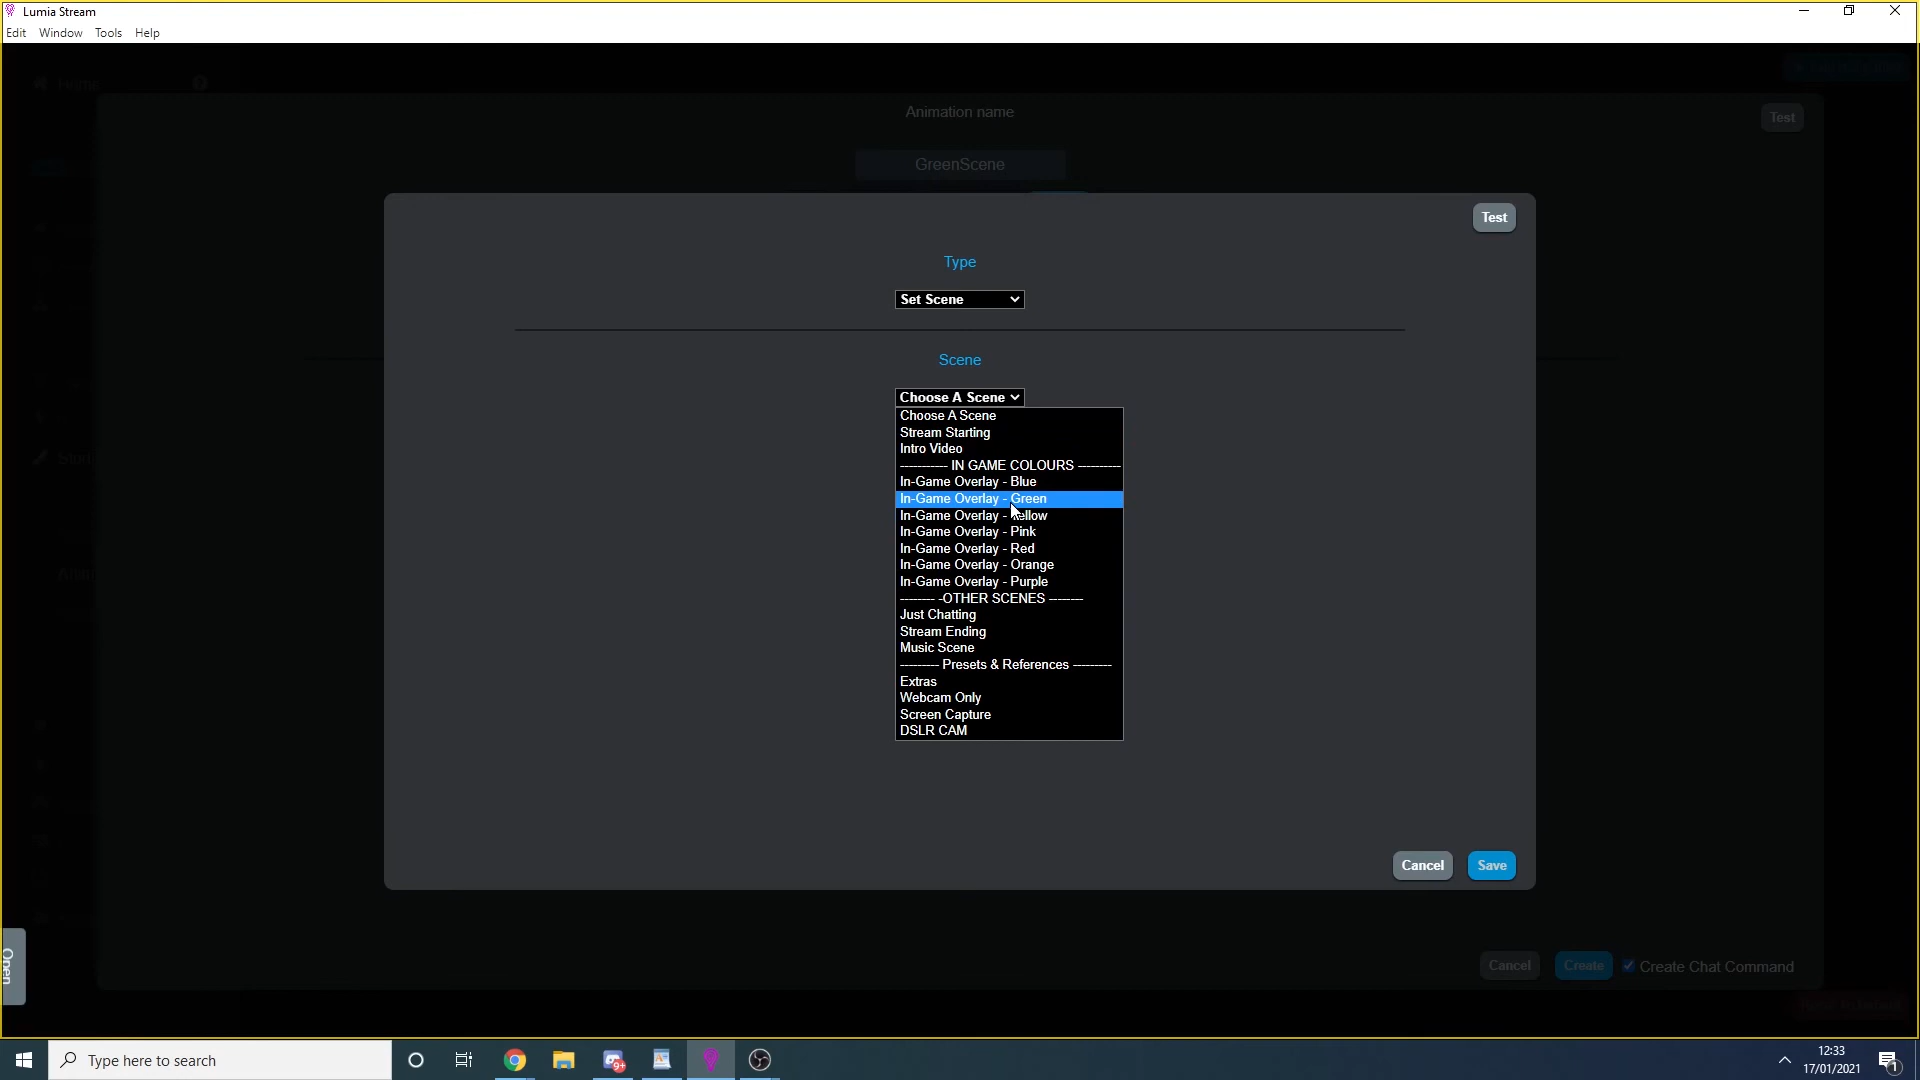 Lumia Stream
Edit Window Tools Help
Home
Animation name
Test
GreenScene
Test
Type
Set Scene
Scene
Choose A Scene
Choose A Scene
Stream Starting
Intro Video
----------- IN GAME COLOURS ----------
In-Game Overlay - Blue
In-Game Overlay - Green
In-Game Overlay - Yellow
In-Game Overlay - Pink
In-Game Overlay - Red
In-Game Overlay - Orange
In-Game Overlay - Purple
-------- -OTHER SCENES --------
Just Chatting
Stream Ending
Music Scene
--------- Presets & References ---------
Extras
Webcam Only
Screen Capture
DSLR CAM
Cancel Save
Open
Cancel Create Create Chat Command
Type here to search
9+
12:33
17/01/2021
1